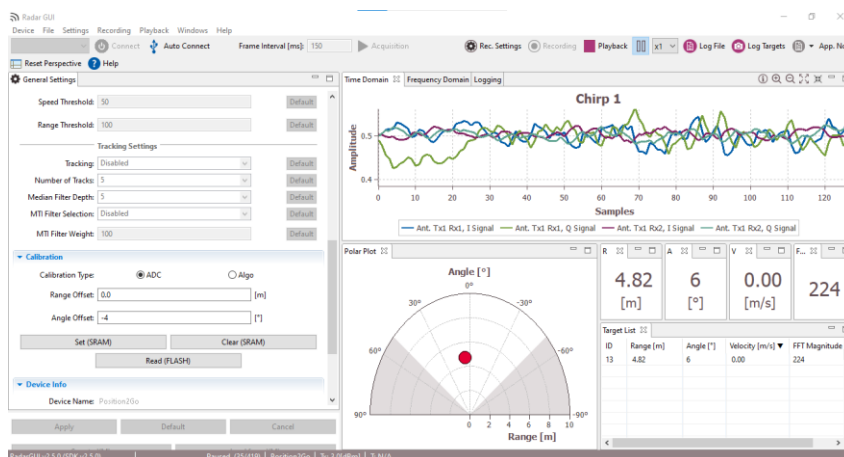 Radar GUI
Device File Settings Recording Playback Windows Help
Connect Auto Connect Frame Interval [ms]: 150 Acquisition Rec. Settings Recording Playback x1 Log File Log Targets App. No
Reset Perspective Help
General Settings
Speed Threshold: 50 Default
Range Threshold: 100 Default
Tracking Settings
Tracking: Disabled Default
Number of Tracks: 5 Default
Median Filter Depth: 5 Default
MTI Filter Selection: Disabled Default
MTI Filter Weight: 100 Default
Calibration
Calibration Type: ADC Algo
Range Offset: 0.0 [m]
Angle Offset: -4 [°]
Set (SRAM) Clear (SRAM)
Read (FLASH)
Device Info
Device Name: Position2Go
Apply Default Cancel
Time Domain Frequency Domain Logging
Chirp 1
Amplitude
0.5
0.4
0 10 20 30 40 50 60 70 80 90 100 110 120
Samples
Ant. Tx1 Rx1, I Signal Ant. Tx1 Rx1, Q Signal Ant. Tx1 Rx2, I Signal Ant. Tx1 Rx2, Q Signal
Polar Plot
Angle [°]
0°
30° -30°
60° -60°
90° -90°
0 2 4 6 8 10
Range [m]
R A V F...
4.82 6 0.00 224
[m] [°] [m/s]
Target List
ID Range [m] Angle [°] Velocity [m/s] ▼ FFT Magnitude
13 4.82 6 0.00 224